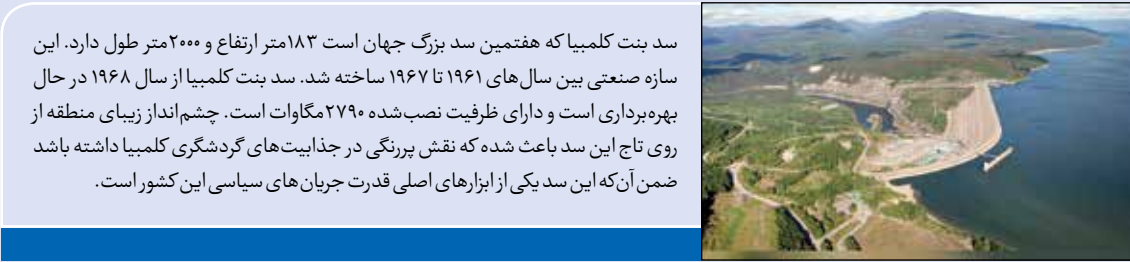 سد بنت کلمبیا که هفتمین سد بزرگ جهان است ۱۸۳متر ارتفاع و ۲۰۰۰متر طول دارد. این
سازه صنعتی بین سال‌های ۱۹۶۱ تا ۱۹۶۷ ساخته شد. سد بنت کلمبیا از سال ۱۹۶۸ در حال
بهره‌برداری است و دارای ظرفیت نصب‌شده ۲۷۹۰مگاوات است. چشم‌انداز زیبای منطقه از
روی تاج این سد باعث شده که نقش پررنگی در جذابیت‌های گردشگری کلمبیا داشته باشد
ضمن آن‌که این سد یکی از ابزارهای اصلی قدرت جریان‌های سیاسی این کشور است.